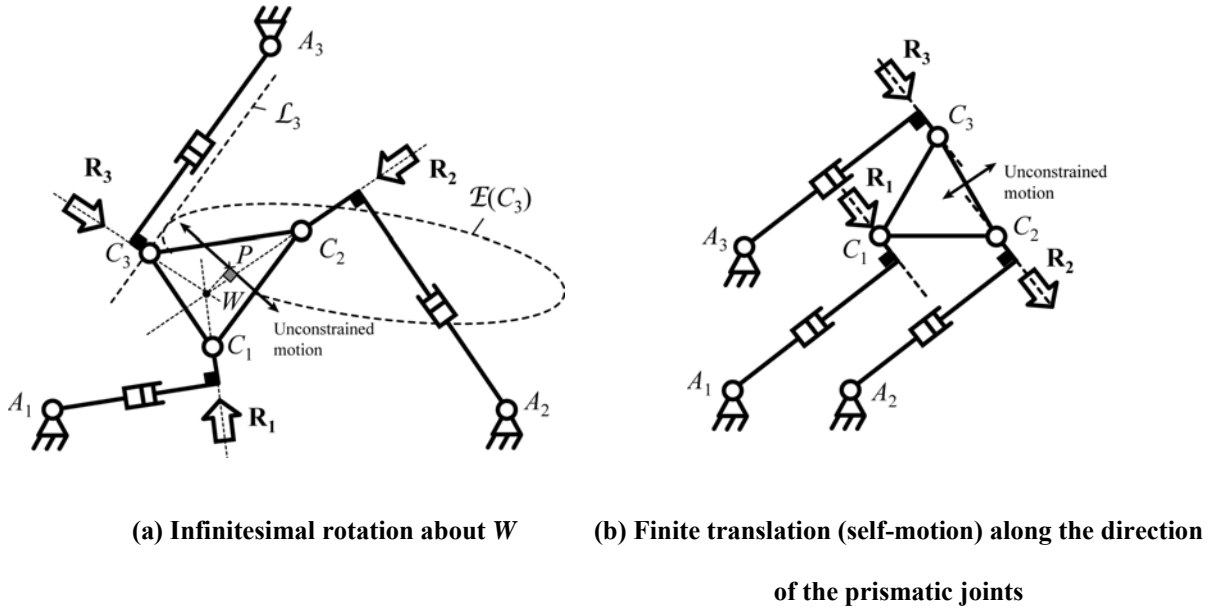 A3
ℒ3
R3
R2
ℰ(C3)
C3
C2
P
W
Unconstrained
motion
C1
A1
R1
A2
R3
C3
R1
Unconstrained
motion
A3
C1
C2
R2
A1
A2
(a) Infinitesimal rotation about W
(b) Finite translation (self-motion) along the direction
of the prismatic joints